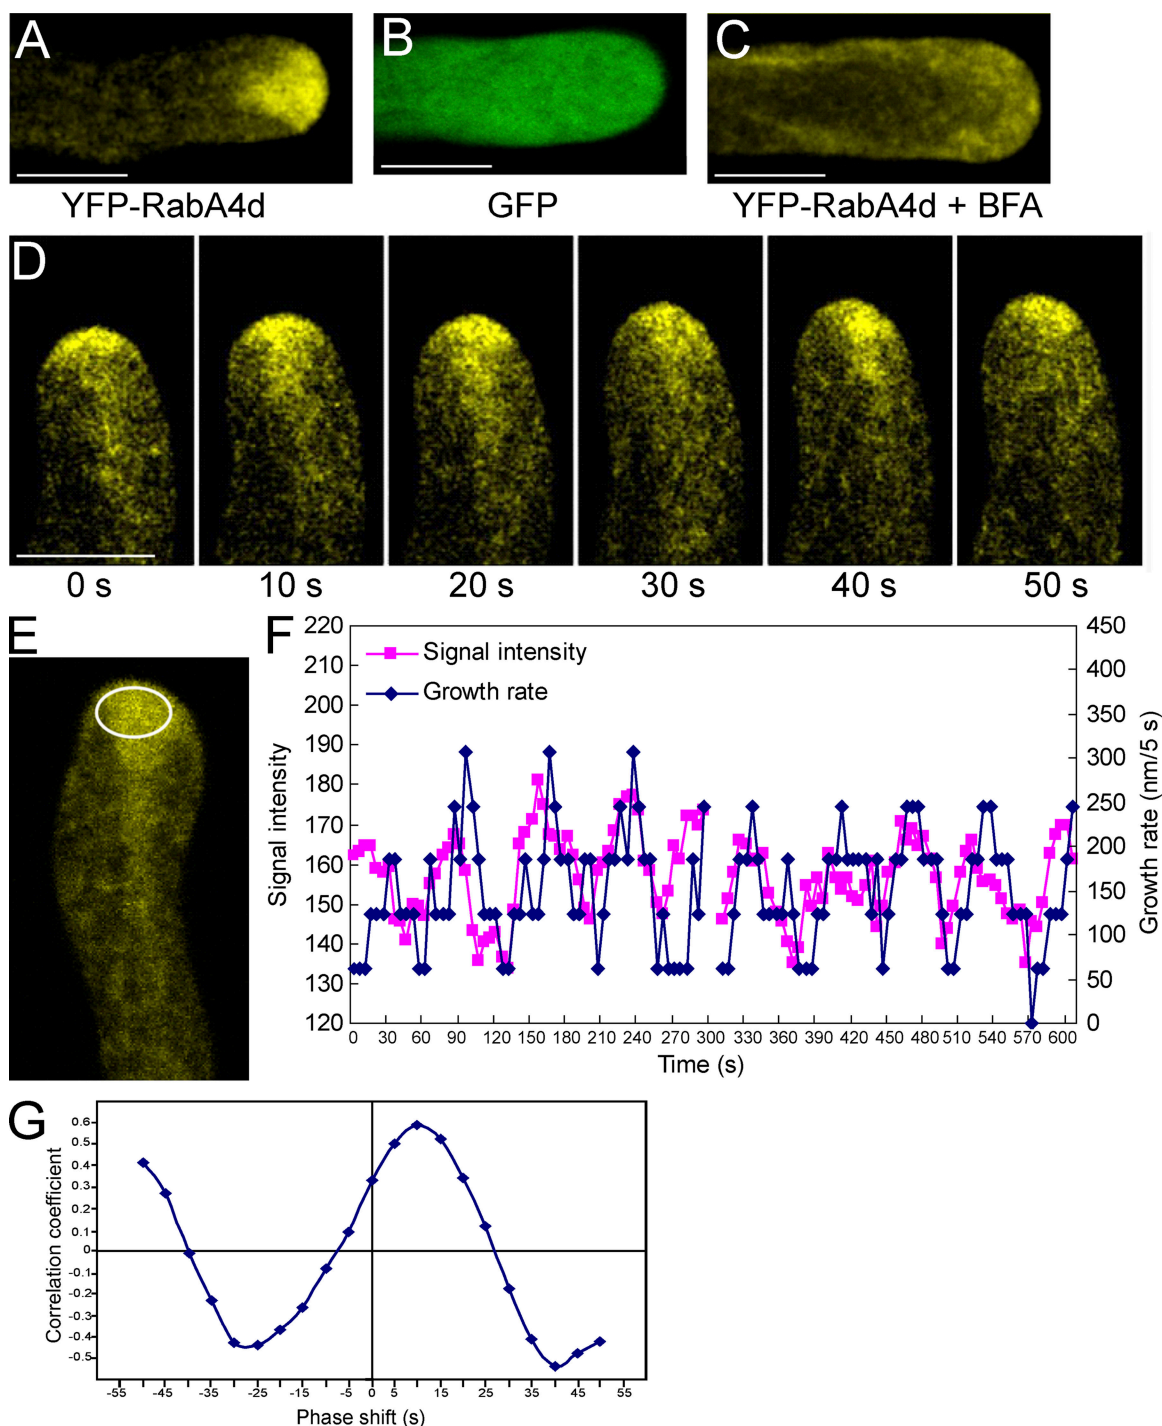 A
B
C
YFP-RabA4d
GFP
YFP-RabA4d + BFA
D
0 s
10 s
20 s
30 s
40 s
50 s
E
F
220
210
200
190
180
170
160
150
140
130
120
Signal intensity
Signal intensity
Growth rate
450
400
350
300
250
200
150
100
50
0
Growth rate (nm/5 s)
0 30 60 90 120 150 180 210 240 270 300 330 360 390 420 450 480 510 540 570 600
Time (s)
G
0.6
0.5
0.4
0.3
0.2
0.1
0
-0.1
-0.2
-0.3
-0.4
-0.5
Correlation coefficient
-55 -45 -35 -25 -15 -5 0 5 15 25 35 45 55
Phase shift (s)